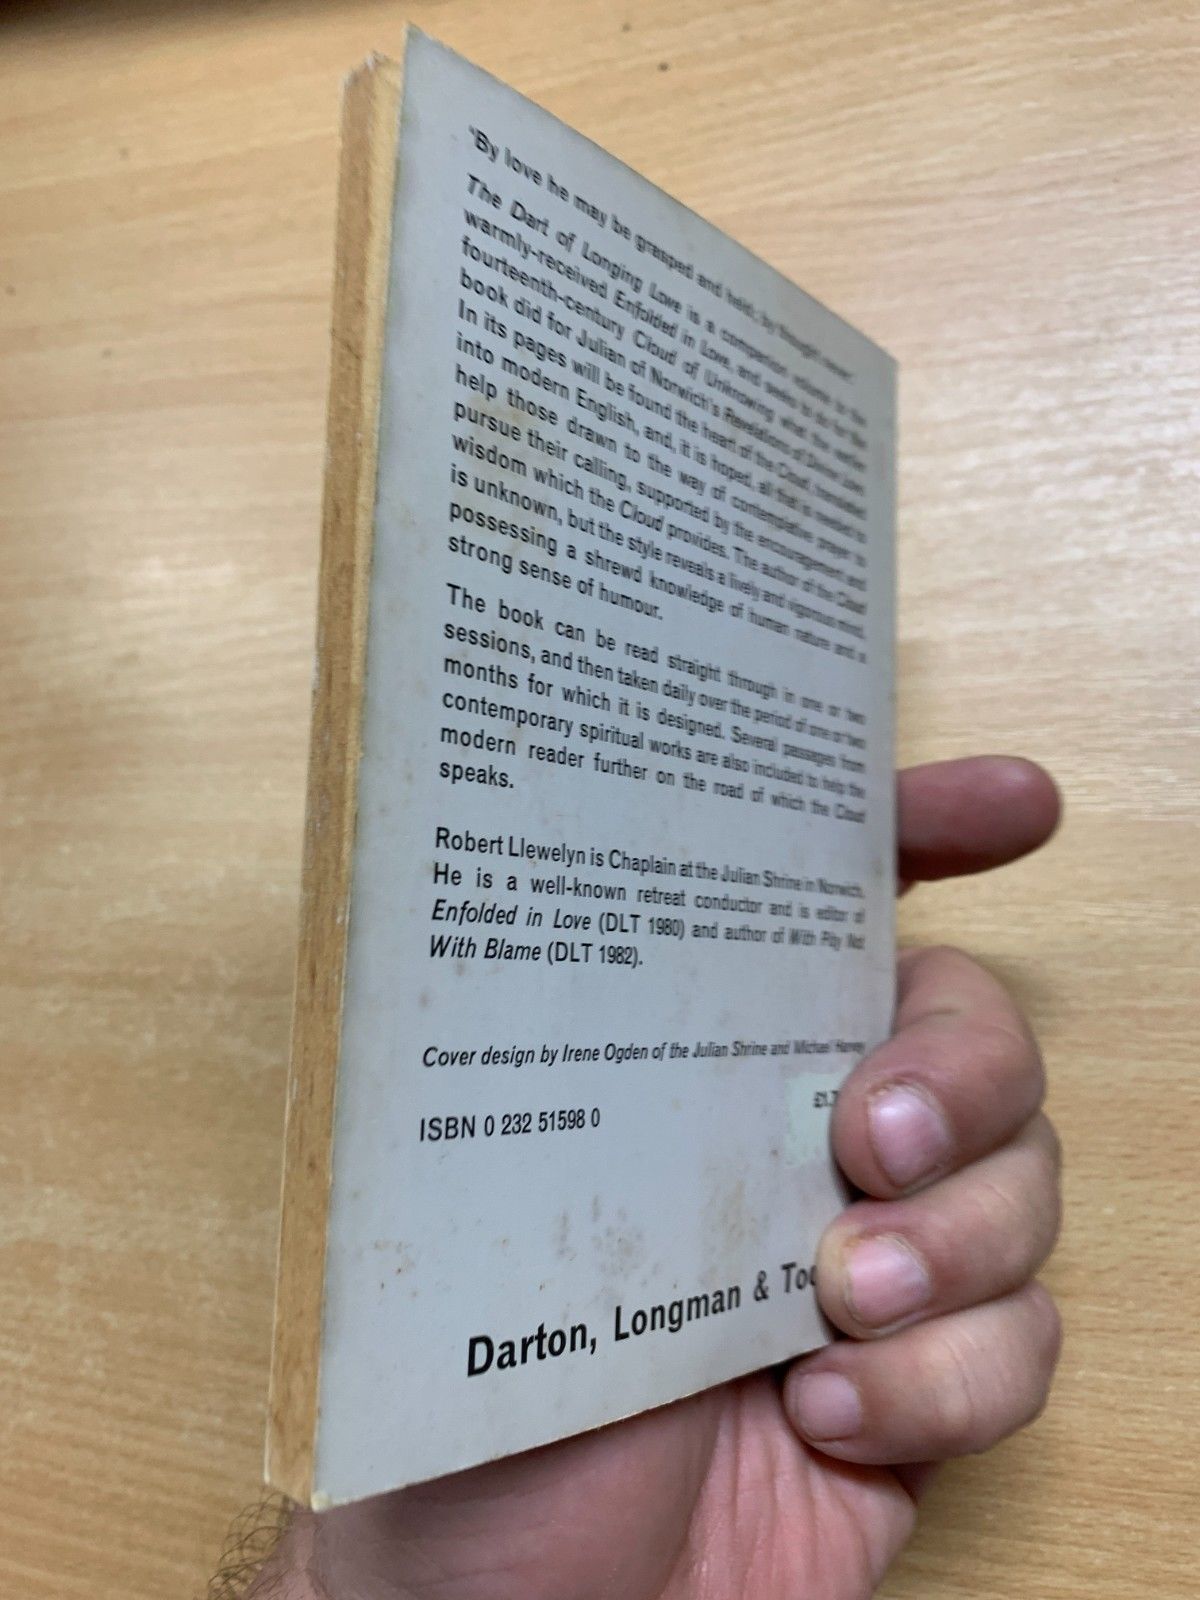 'By love he may be grasped and held; by thought never.'
The Dart of Longing Love is a companion volume to the
warmly-received Enfolded in Love, and seeks to do for the
fourteenth-century Cloud of Unknowing what the earlier
book did for Julian of Norwich's Revelations of Divine Love.
In its pages will be found the heart of the Cloud, translated
into modern English, and, it is hoped, all that is needed to
help those drawn to the way of contemplative prayer to
pursue their calling, supported by the encouragement and
wisdom which the Cloud provides. The author of the Cloud
is unknown, but the style reveals a lively and vigorous mind,
possessing a shrewd knowledge of human nature and a
strong sense of humour.
The book can be read straight through in one or two
sessions, and then taken daily over the period of one or two
months for which it is designed. Several passages from
contemporary spiritual works are also included to help the
modern reader further on the road of which the Cloud
speaks.
Robert Llewelyn is Chaplain at the Julian Shrine in Norwich.
He is a well-known retreat conductor and is editor of
Enfolded in Love (DLT 1980) and author of With Pity Not
With Blame (DLT 1982).
Cover design by Irene Ogden of the Julian Shrine and Michael Harvey
ISBN 0 232 51598 0
Darton, Longman &